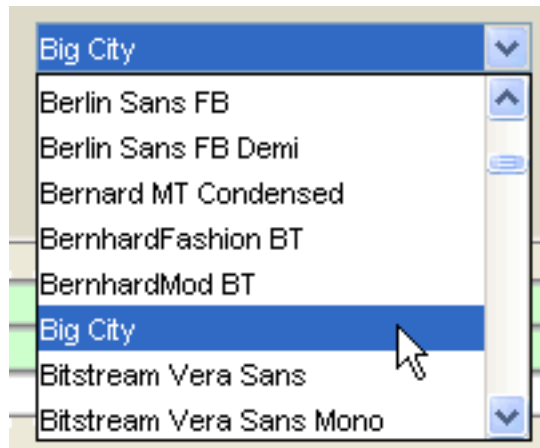 Big City
Berlin Sans FB
Berlin Sans FB Demi
Bernard MT Condensed
BernhardFashion BT
BernhardMod BT
Big City
Bitstream Vera Sans
Bitstream Vera Sans Mono